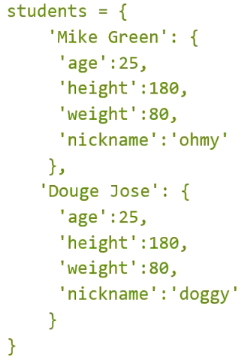 students = {
    'Mike Green': {
     'age':25,
     'height':180,
     'weight':80,
     'nickname':'ohmy'
    },
   'Douge Jose': {
     'age':25,
     'height':180,
     'weight':80,
     'nickname':'doggy'
    }
}